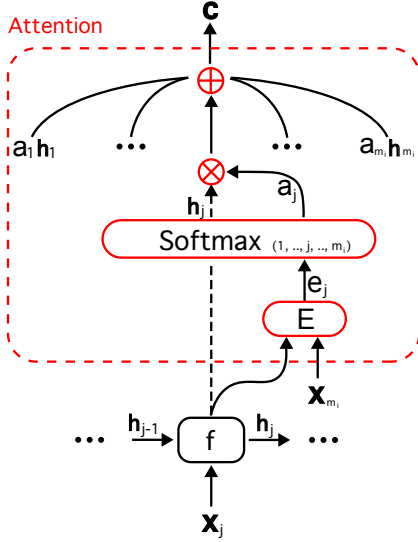 c
Attention
a₁h₁ ... ... aₘᵢhₘᵢ
hⱼ aⱼ
Softmax (1, .., j, .., mᵢ)
eⱼ
E
xₘᵢ
... hⱼ₋₁ f hⱼ ...
xⱼ